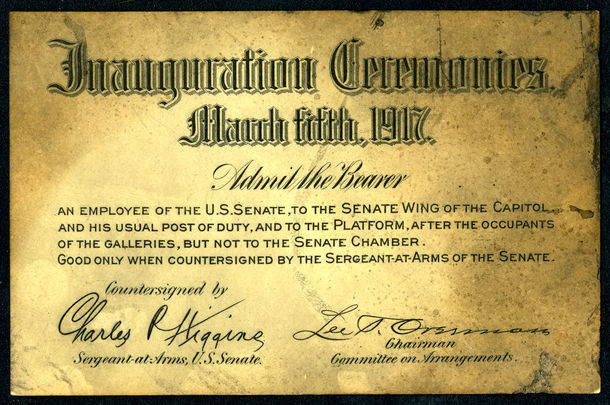 Inauguration Ceremonies.
March fifth, 1917.
Admit the Bearer
AN EMPLOYEE OF THE U.S. SENATE, TO THE SENATE WING OF THE CAPITOL,
AND HIS USUAL POST OF DUTY, AND TO THE PLATFORM, AFTER THE OCCUPANTS
OF THE GALLERIES, BUT NOT TO THE SENATE CHAMBER.
GOOD ONLY WHEN COUNTERSIGNED BY THE SERGEANT-AT-ARMS OF THE SENATE.
Countersigned by
Charles P. Higgins
Lee S. Overman
Sergeant-at-Arms, U.S. Senate.
Chairman
Committee on Arrangements.